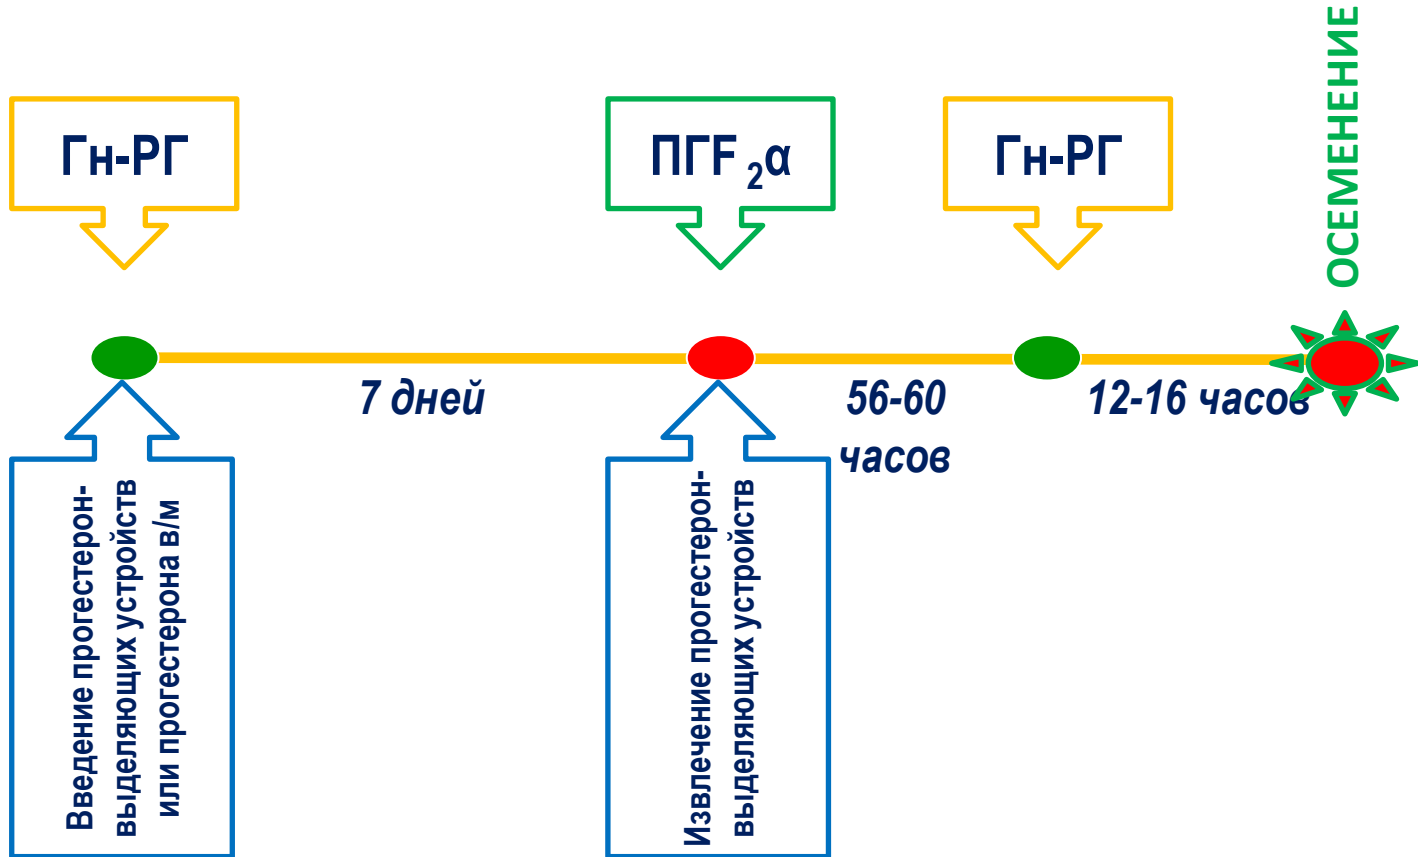 Гн-РГ
ПГF 2α
Гн-РГ
ОСЕМЕНЕНИЕ
7 дней
56-60
часов
12-16 часов
Введение прогестерон-
выделяющих устройств
или прогестерона в/м
Извлечение прогестерон-
выделяющих устройств